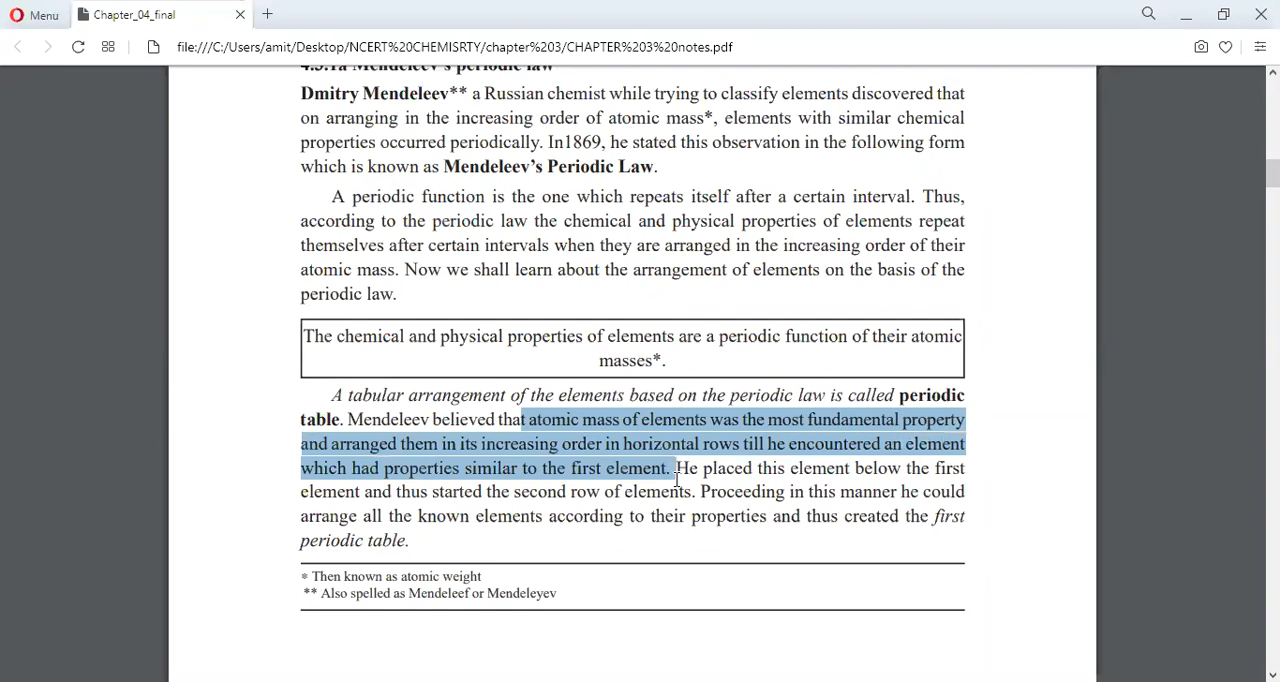 Menu
Chapter_04_final
file:///C:/Users/amit/Desktop/NCERT%20CHEMISRTY/chapter%203/CHAPTER%203%20notes.pdf
4.3.1a Mendeleev's periodic law
Dmitry Mendeleev** a Russian chemist while trying to classify elements discovered that
on arranging in the increasing order of atomic mass*, elements with similar chemical
properties occurred periodically. In1869, he stated this observation in the following form
which is known as Mendeleev's Periodic Law.
A periodic function is the one which repeats itself after a certain interval. Thus,
according to the periodic law the chemical and physical properties of elements repeat
themselves after certain intervals when they are arranged in the increasing order of their
atomic mass. Now we shall learn about the arrangement of elements on the basis of the
periodic law.
The chemical and physical properties of elements are a periodic function of their atomic
masses*.
A tabular arrangement of the elements based on the periodic law is called periodic
table. Mendeleev believed that atomic mass of elements was the most fundamental property
and arranged them in its increasing order in horizontal rows till he encountered an element
which had properties similar to the first element. He placed this element below the first
element and thus started the second row of elements. Proceeding in this manner he could
arrange all the known elements according to their properties and thus created the first
periodic table.
* Then known as atomic weight
** Also spelled as Mendeleef or Mendeleyev